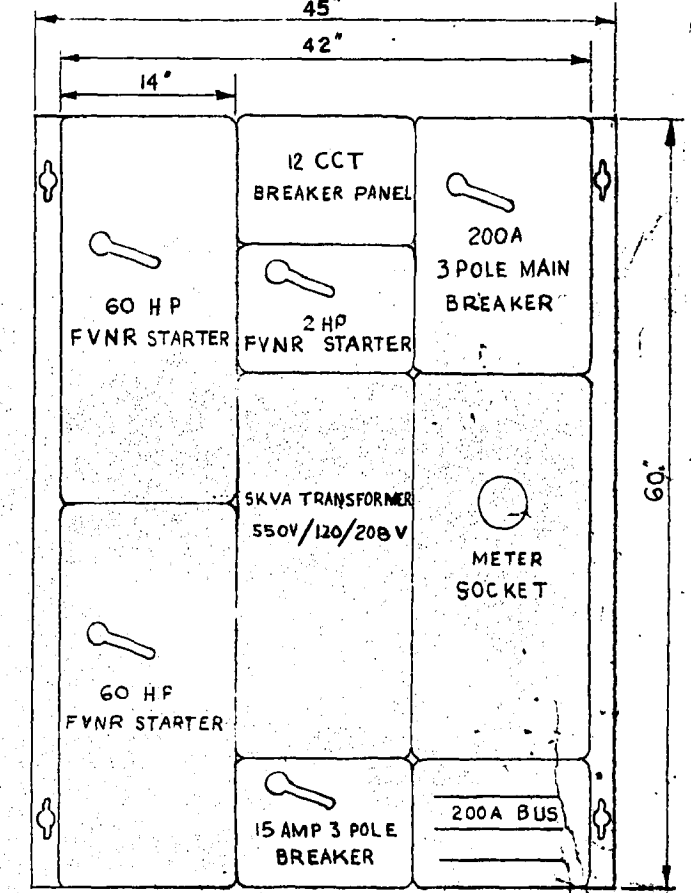 45"
42"
14"
12 CCT
BREAKER PANEL
200A
3 POLE MAIN
BREAKER
60 HP
FVNR STARTER
2 HP
FVNR STARTER
60"
5KVA TRANSFORMER
550V/120/208V
METER
SOCKET
60 HP
FVNR STARTER
15 AMP 3 POLE
BREAKER
200A BUS